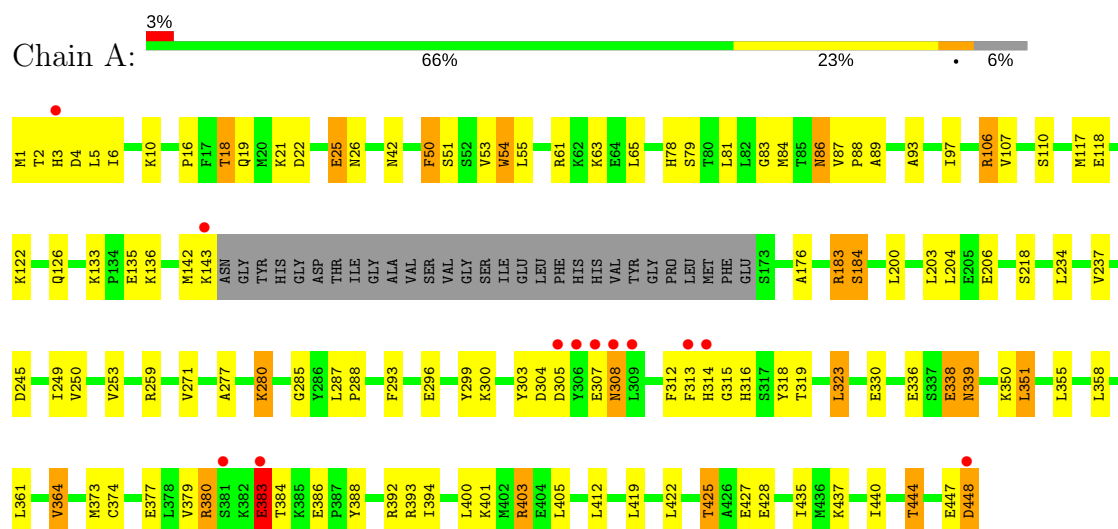 3%
Chain A:
66% 23% • 6%
M1 T2 H3 D4 L5 I6 K10 P16 F17 T18 Q19 M20 K21 D22 E25 N26 N42 F50 S51 S52 V53 W54 L55 R61 K62 K63 E64 L65 H78 S79 T80 L81 L82 G83 M84 T85 N86 V87 P88 A89 A93 I97 R106 V107 S110 M117 E118
K122 Q126 K133 P134 E135 K136 M142 K143 ASN GLY TYR HIS GLY ASP THR ILE GLY ALA VAL SER VAL GLY SER ILE GLU LEU PHE HIS HIS VAL TYR GLY PRO LEU MET PHE GLU S173 A176 R183 S184 L200 L203 L204 E205 E206 S218 L234 V237
D245 I249 V250 V253 R259 V271 A277 K280 G285 Y286 L287 P288 F293 E296 Y299 K300 Y303 D304 D305 Y306 E307 N308 L309 F312 F313 H314 G315 H316 S317 Y318 T319 L323 E330 E336 S337 E338 N339 K350 L351 L355 L358
L361 V364 M373 C374 E377 L378 V379 R380 S381 K382 E383 T384 K385 E386 P387 Y388 R392 R393 I394 L400 K401 M402 R403 E404 L405 L412 L419 L422 T425 A426 E427 E428 I435 M436 K437 I440 T444 E447 D448